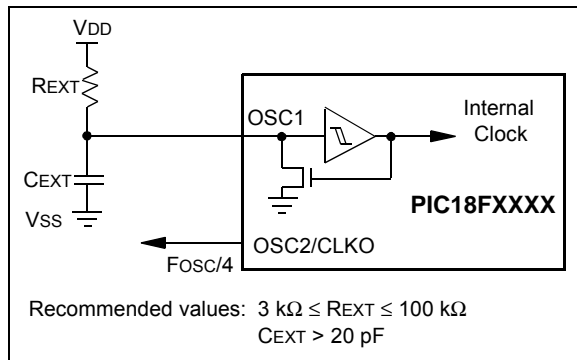 VDD
REXT
OSC1
Internal
Clock
CEXT
PIC18FXXXX
VSS
OSC2/CLKO
FOSC/4
Recommended values: 3 kΩ ≤ REXT ≤ 100 kΩ
CEXT > 20 pF